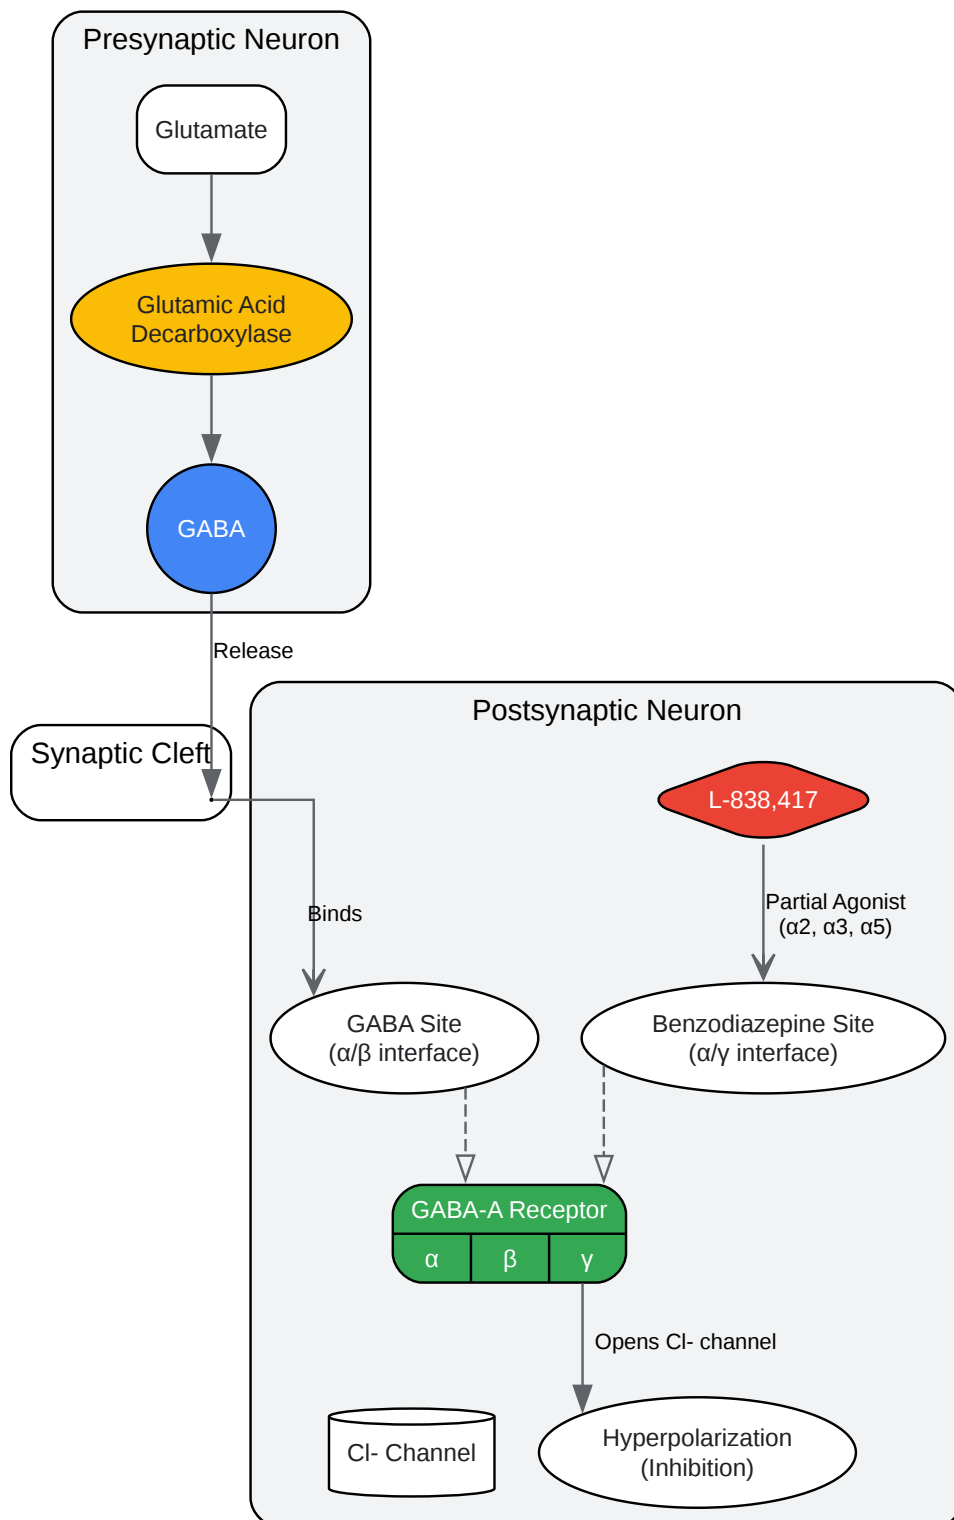 Presynaptic Neuron
Glutamate
Glutamic Acid
Decarboxylase
GABA
Release
Synaptic Cleft
Postsynaptic Neuron
L-838,417
Binds
Partial Agonist
(α2, α3, α5)
GABA Site
(α/β interface)
Benzodiazepine Site
(α/γ interface)
GABA-A Receptor
α
β
γ
Opens Cl- channel
Cl- Channel
Hyperpolarization
(Inhibition)